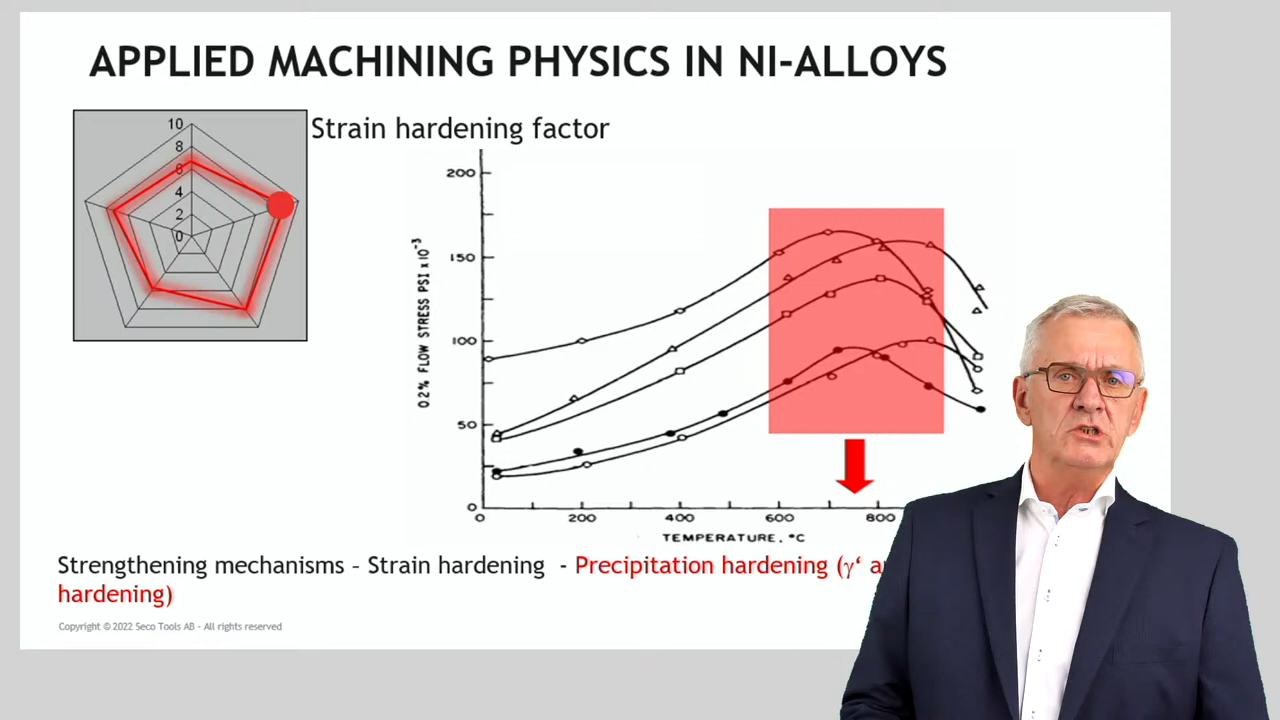 APPLIED MACHINING PHYSICS IN NI-ALLOYS
10
8
6
4
2
0
Strain hardening factor
200
150
100
50
0
0.2% FLOW STRESS PSI x 10⁻³
0 200 400 600 800
TEMPERATURE, °C
Strengthening mechanisms – Strain hardening - Precipitation hardening (γ‘ a
hardening)
Copyright © 2022 Seco Tools AB - All rights reserved